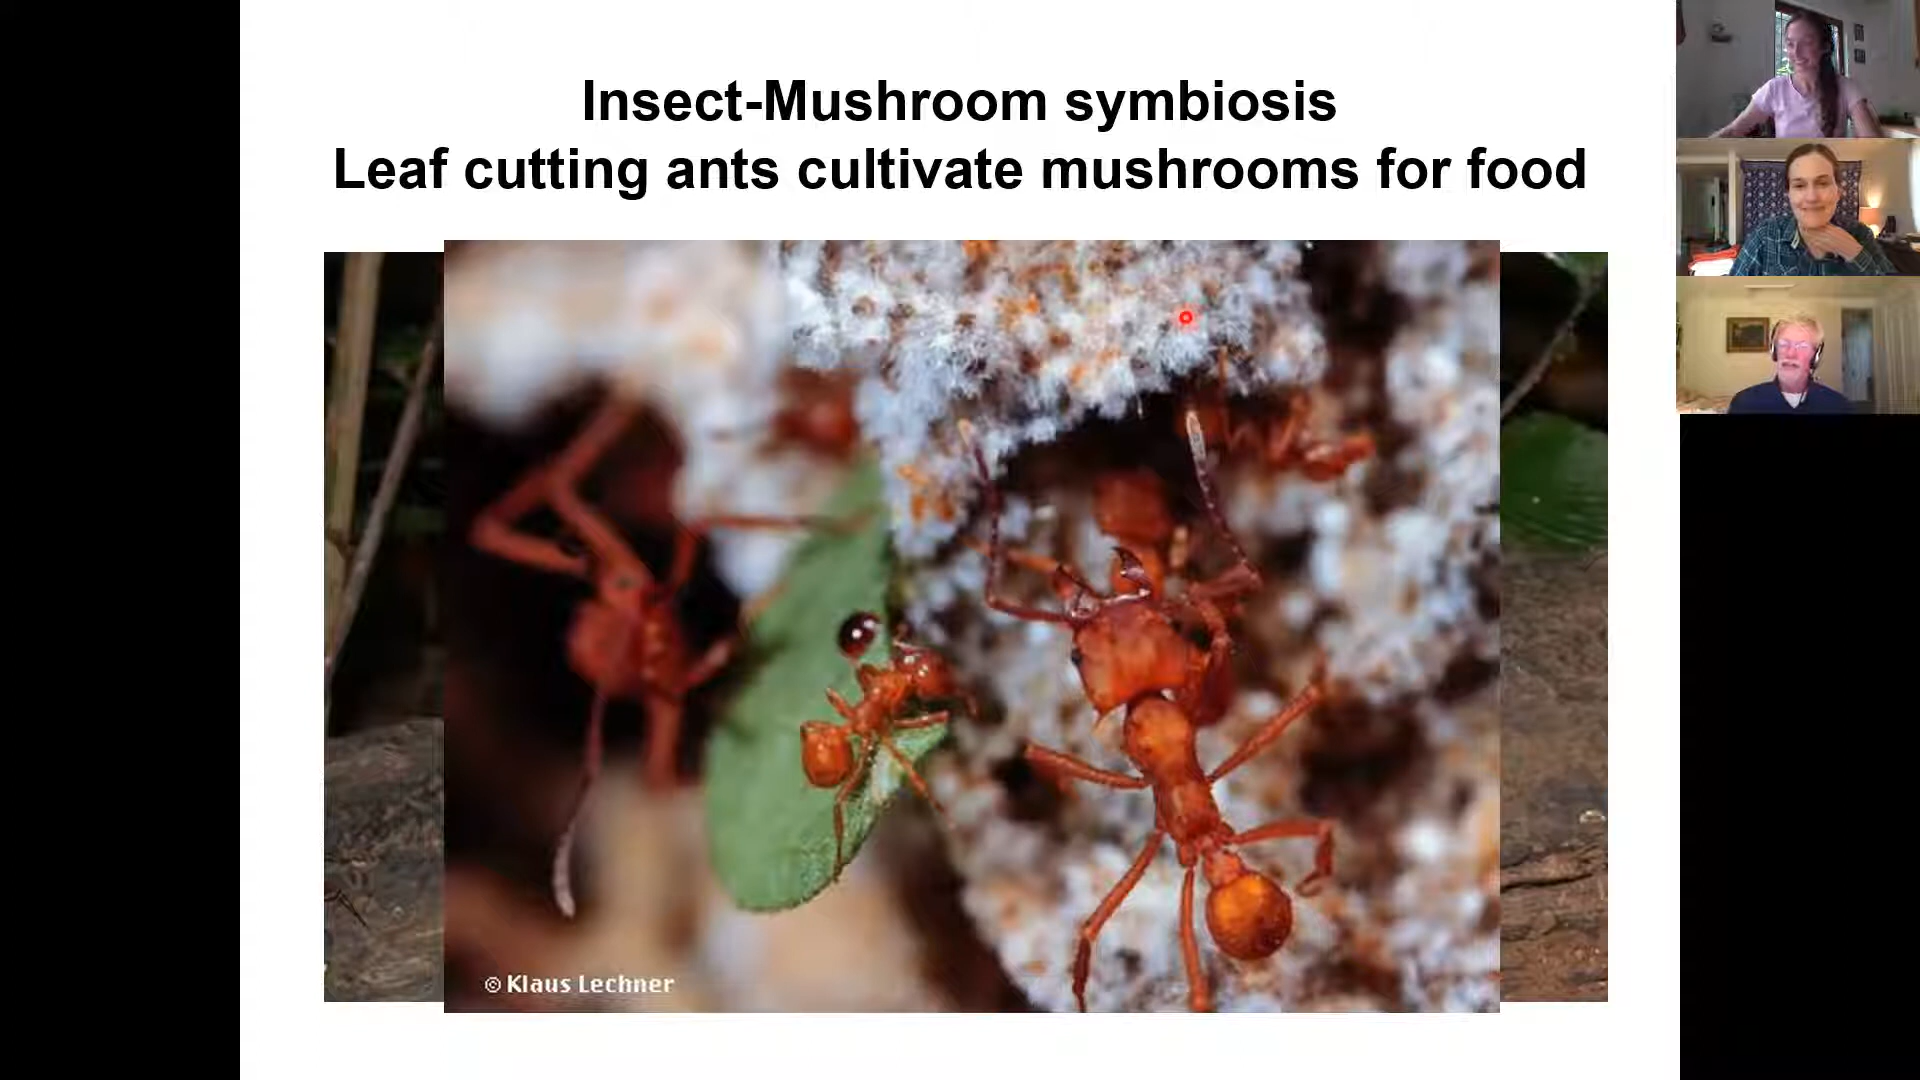 Insect-Mushroom symbiosis
Leaf cutting ants cultivate mushrooms for food
© Klaus Lechner